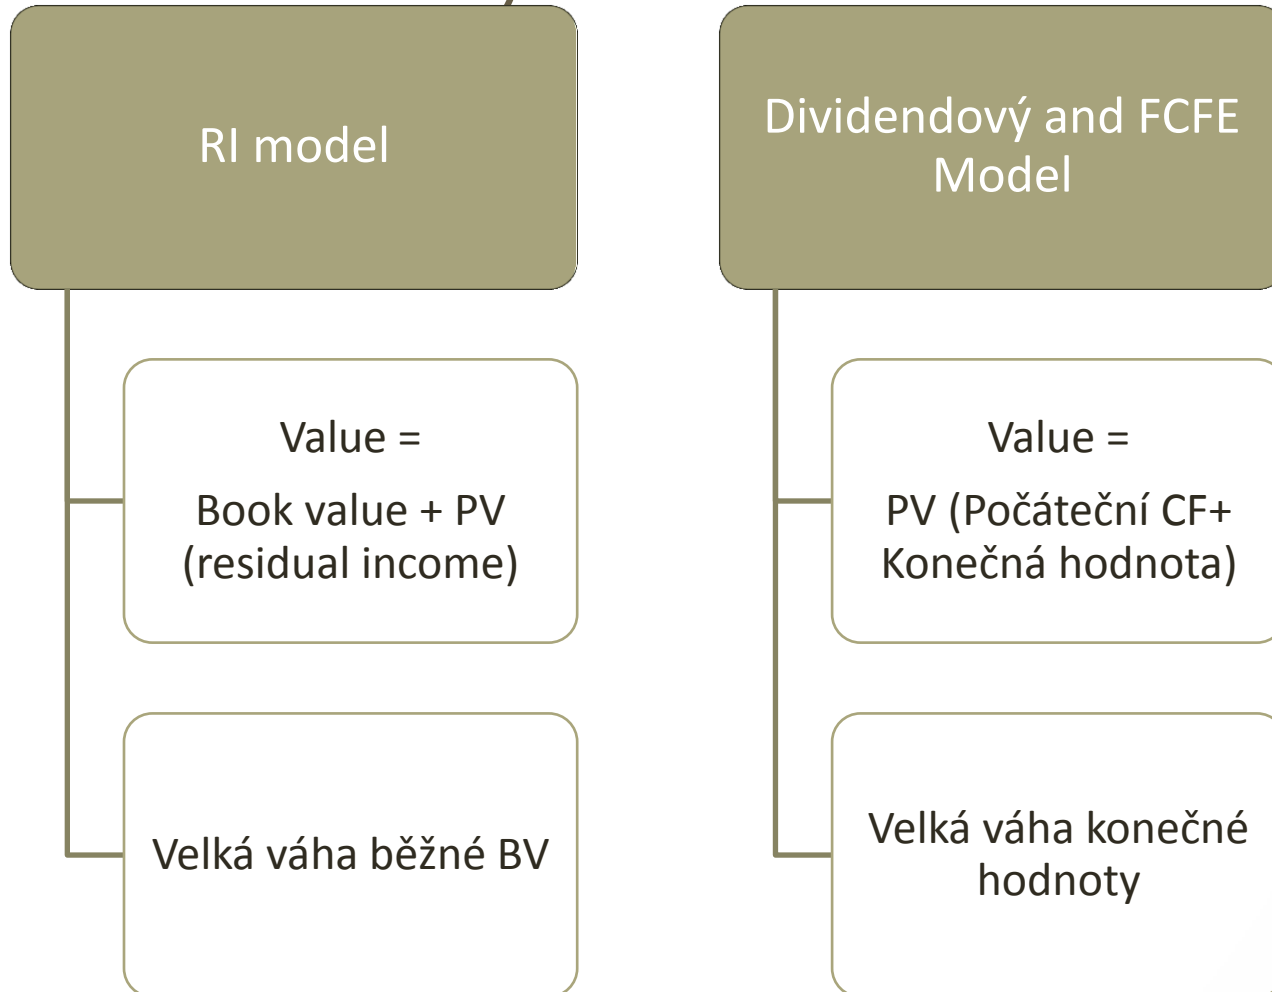 RI model
Value =
Book value + PV
(residual income)
Velká váha běžné BV
Dividendový and FCFE
Model
Value =
PV (Počáteční CF+
Konečná hodnota)
Velká váha konečné
hodnoty